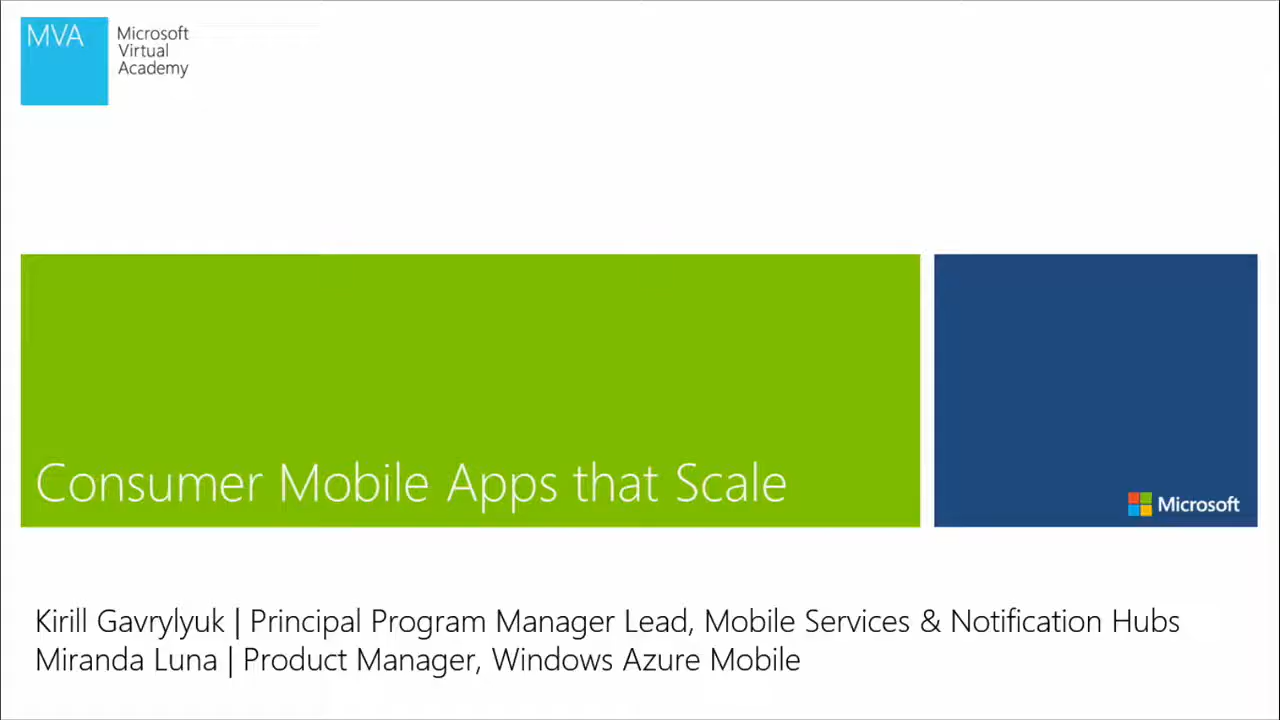 MVA
Microsoft
Virtual
Academy
Consumer Mobile Apps that Scale
Microsoft
Kirill Gavrylyuk | Principal Program Manager Lead, Mobile Services & Notification Hubs
Miranda Luna | Product Manager, Windows Azure Mobile